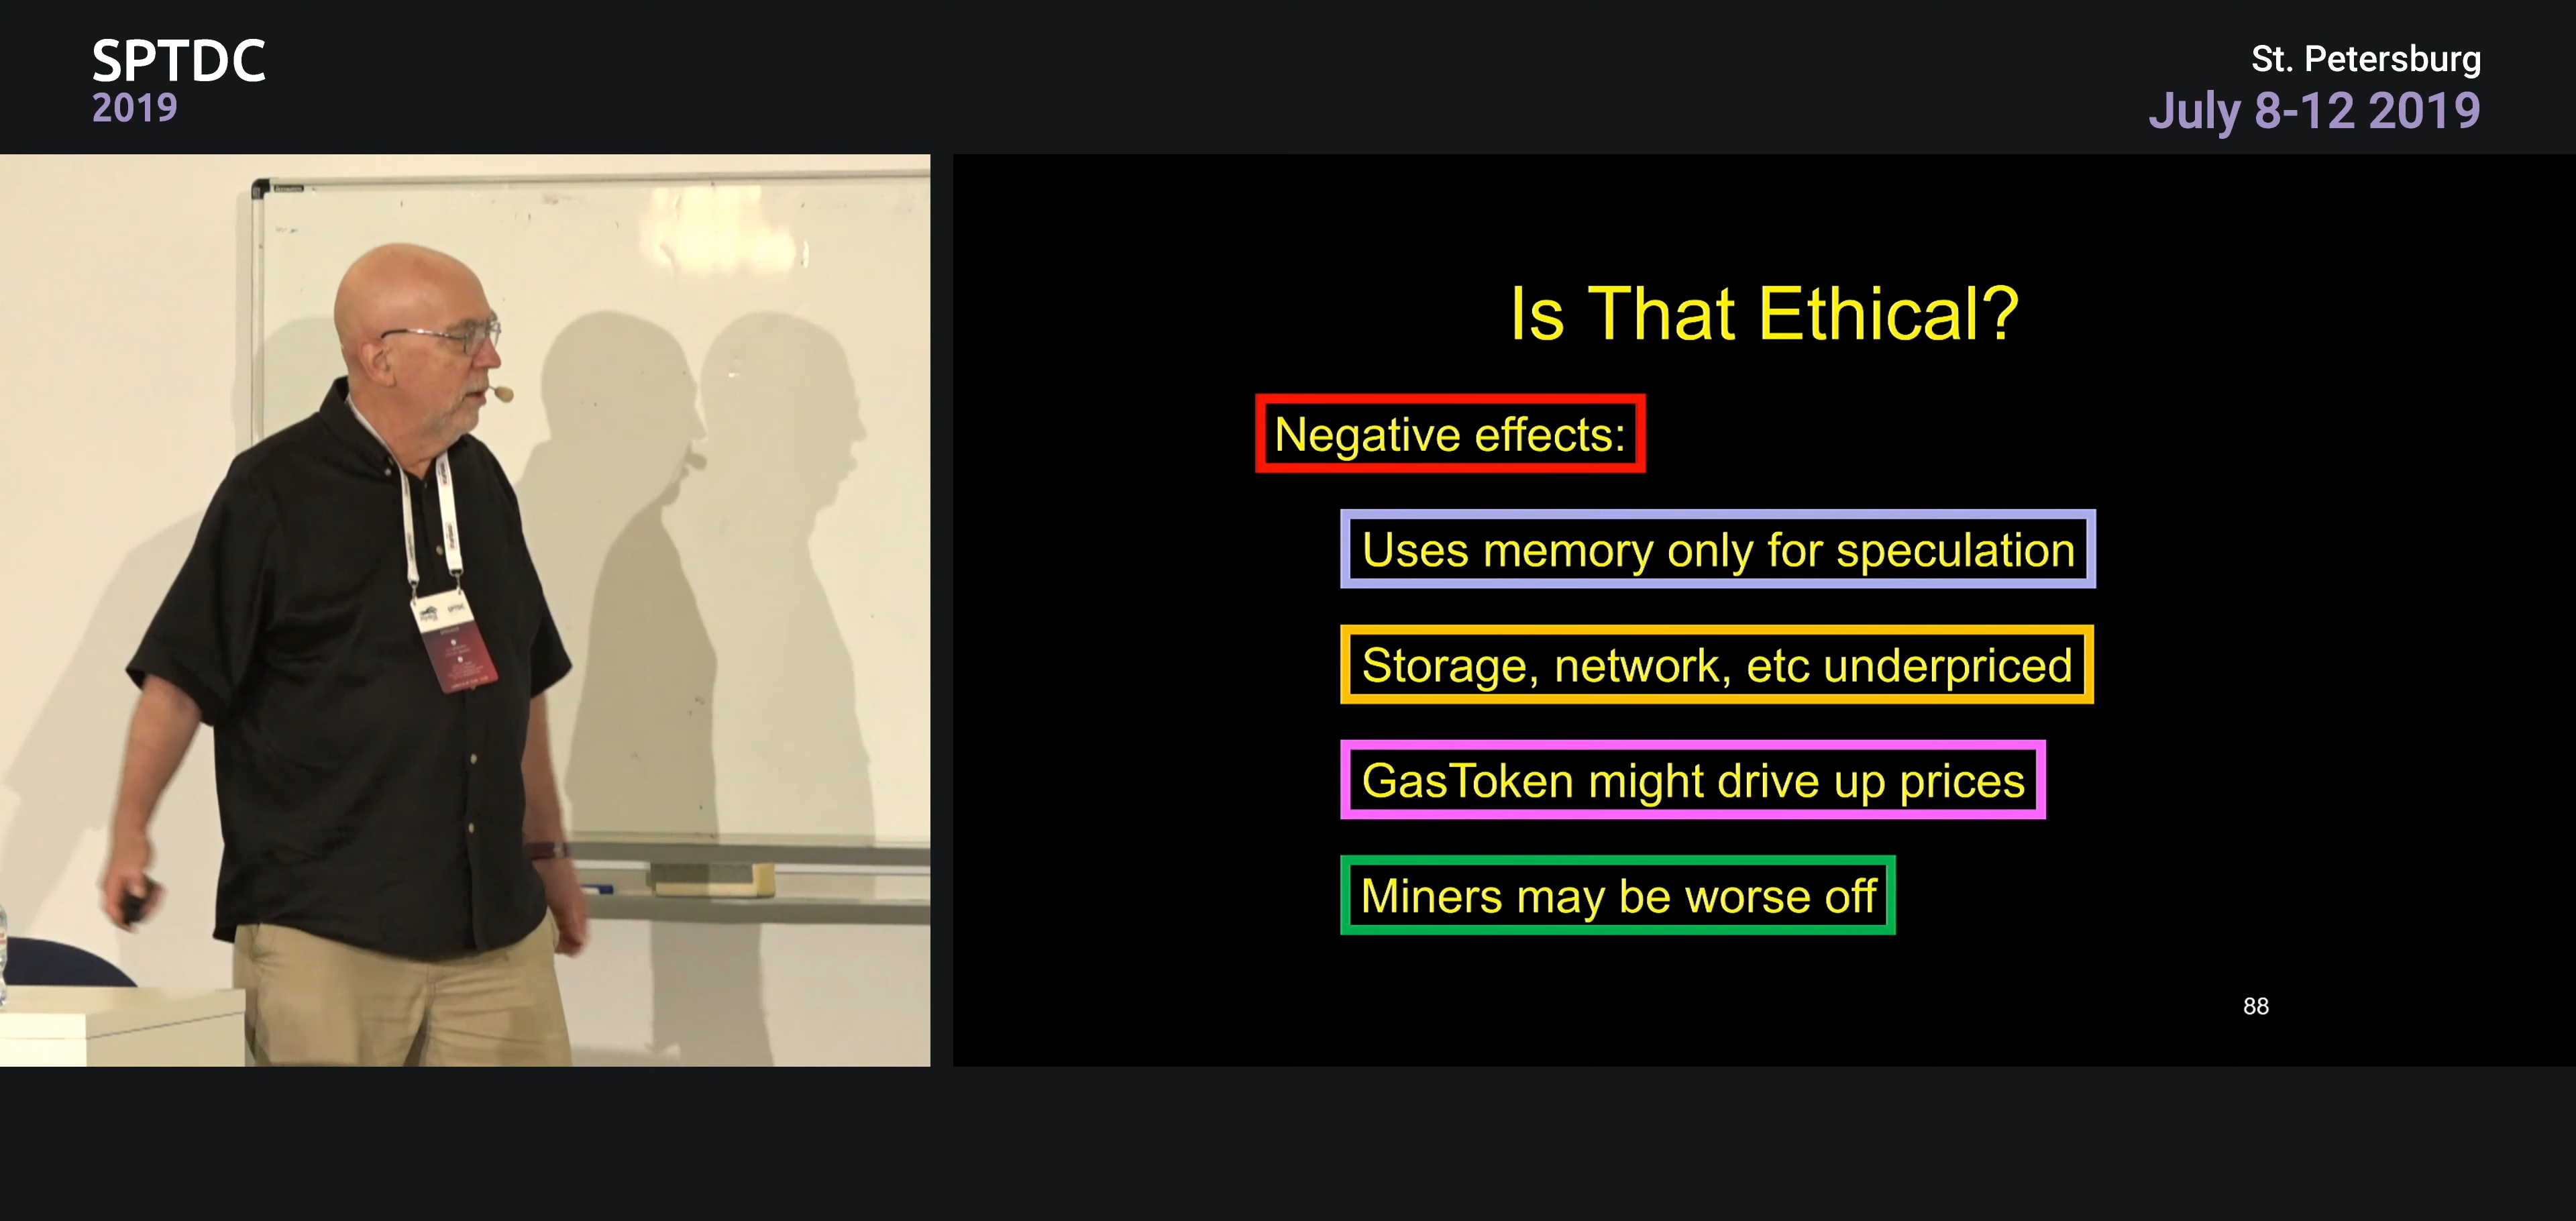 SPTDC
2019
St. Petersburg
July 8-12 2019
Is That Ethical?
Negative effects:
Uses memory only for speculation
Storage, network, etc underpriced
GasToken might drive up prices
Miners may be worse off
88
SPTDC